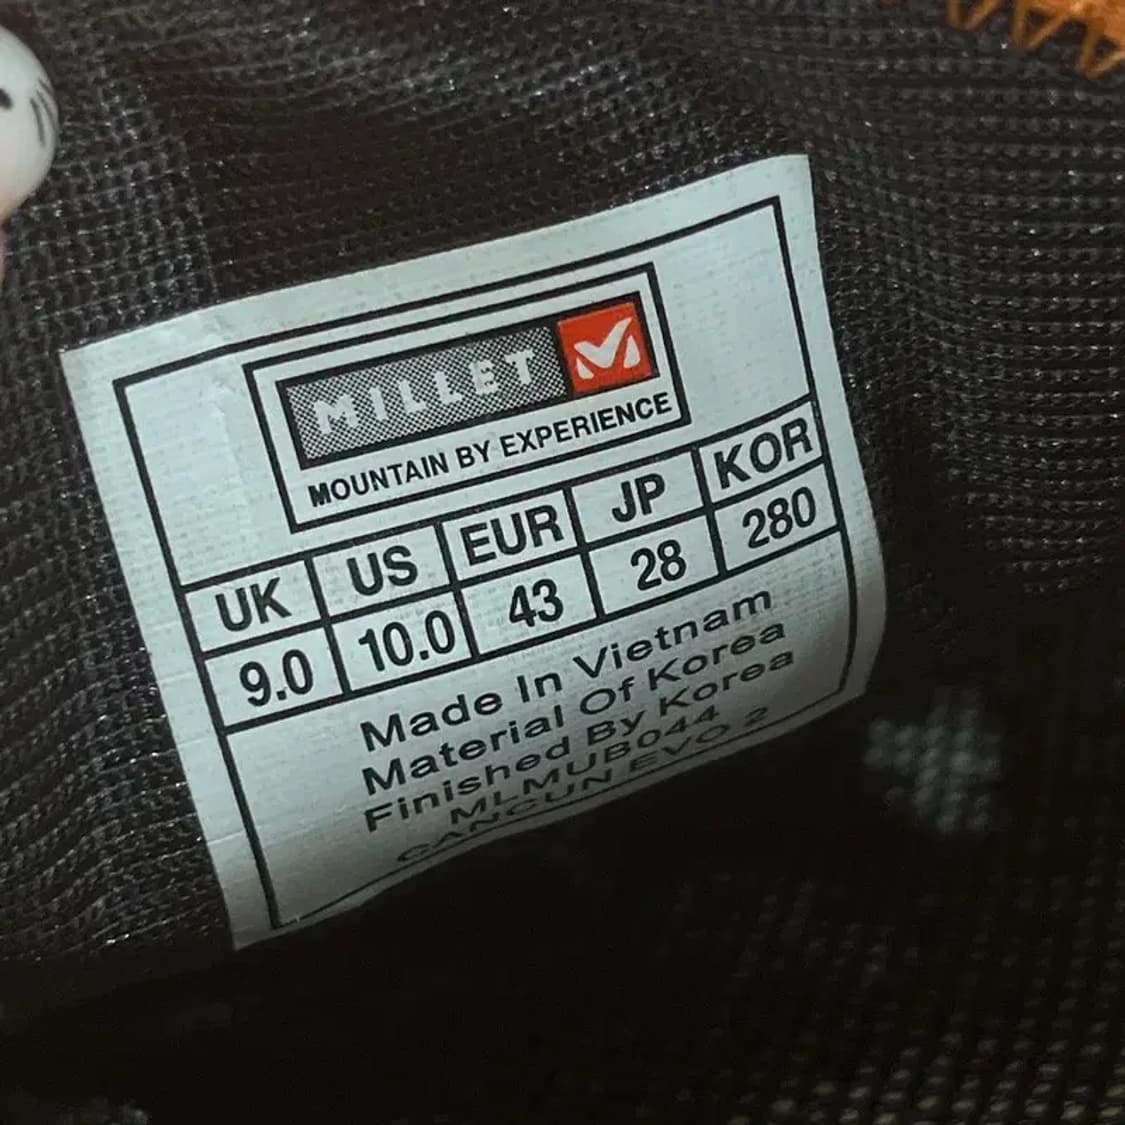 MILLET
MOUNTAIN BY EXPERIENCE
UK US EUR JP KOR
9.0 10.0 43 28 280
Made In Vietnam
Material Of Korea
Finished By Korea
MLMUB044
CANCUN EVO 2